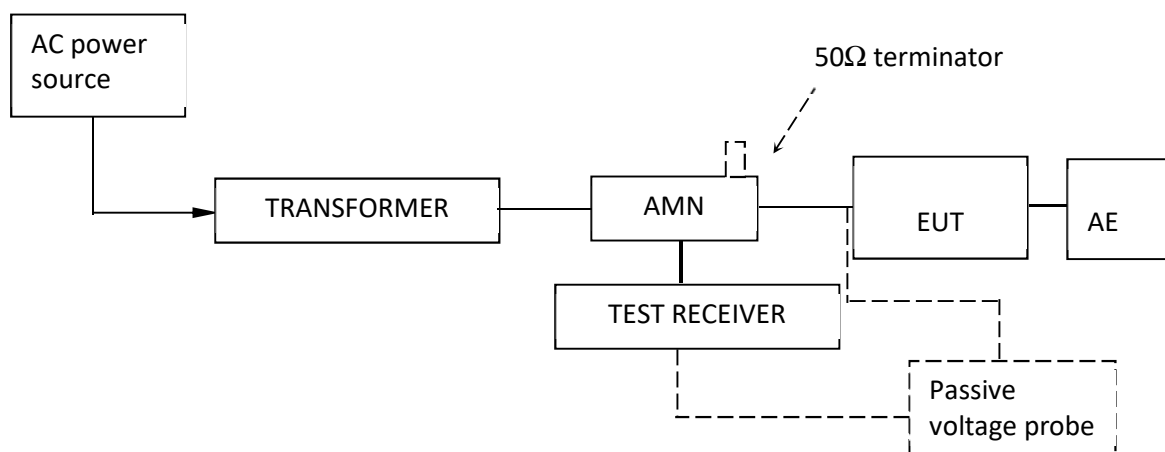 AC power
source
50Ω terminator
TRANSFORMER
AMN
EUT
AE
TEST RECEIVER
Passive
voltage probe